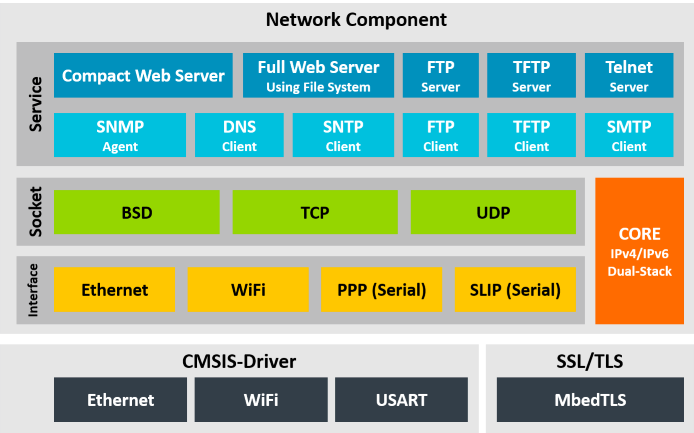 Network Component
Service
Compact Web Server
Full Web Server
Using File System
FTP
Server
TFTP
Server
Telnet
Server
SNMP
Agent
DNS
Client
SNTP
Client
FTP
Client
TFTP
Client
SMTP
Client
Socket
BSD
TCP
UDP
CORE
IPv4/IPv6
Dual-Stack
Interface
Ethernet
WiFi
PPP (Serial)
SLIP (Serial)
CMSIS-Driver
Ethernet
WiFi
USART
SSL/TLS
MbedTLS